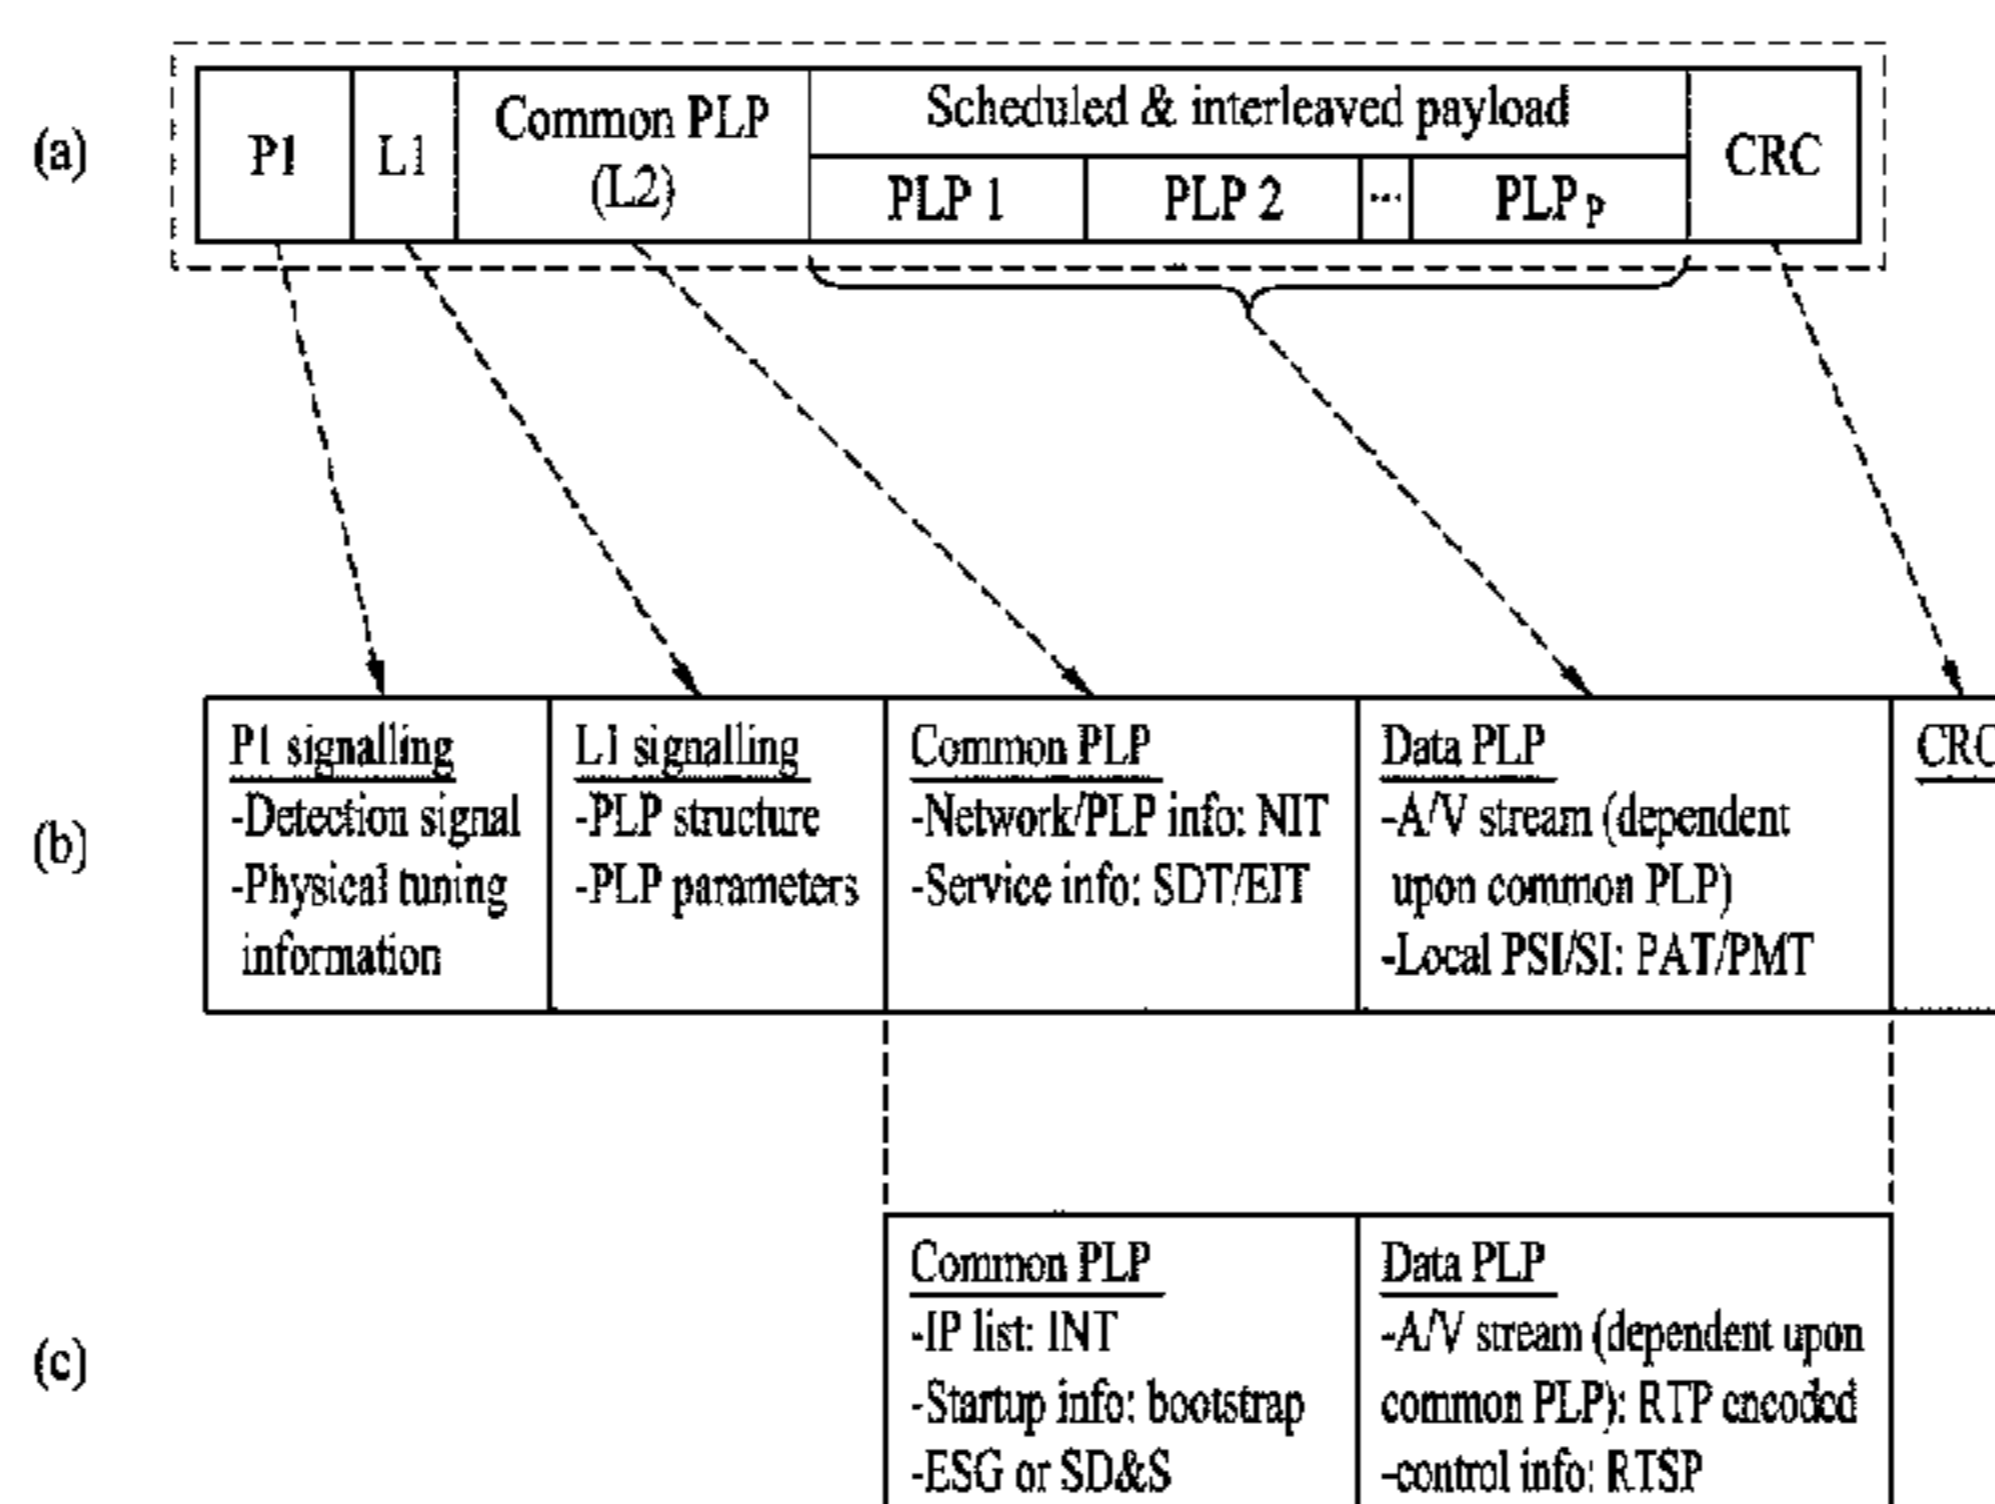 (a)
P1
L1
Common PLP
(L2)
Scheduled & interleaved payload
PLP 1
PLP 2
...
PLP P
CRC
(b)
P1 signalling
-Detection signal
-Physical tuning
information
L1 signalling
-PLP structure
-PLP parameters
Common PLP
-Network/PLP info: NIT
-Service info: SDT/EIT
Data PLP
-A/V stream (dependent
upon common PLP)
-Local PSI/SI: PAT/PMT
CRC
(c)
Common PLP
-IP list: INT
-Startup info: bootstrap
-ESG or SD&S
Data PLP
-A/V stream (dependent upon
common PLP): RTP encoded
-control info: RTSP